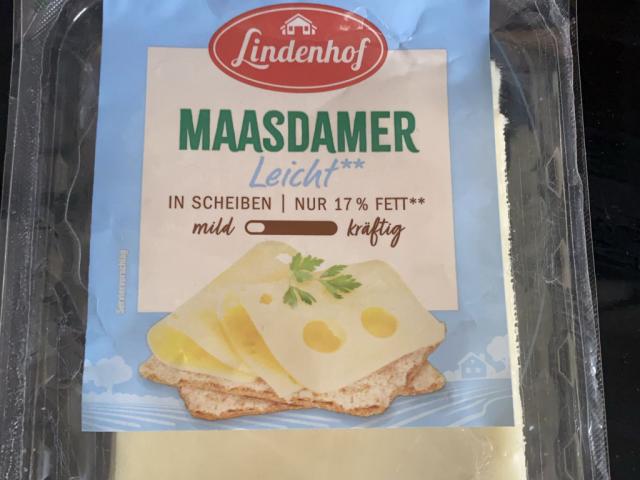 Lindenhof
MAASDAMER
Leicht**
IN SCHEIBEN | NUR 17% FETT**
mild kräftig
Serviervorschlag